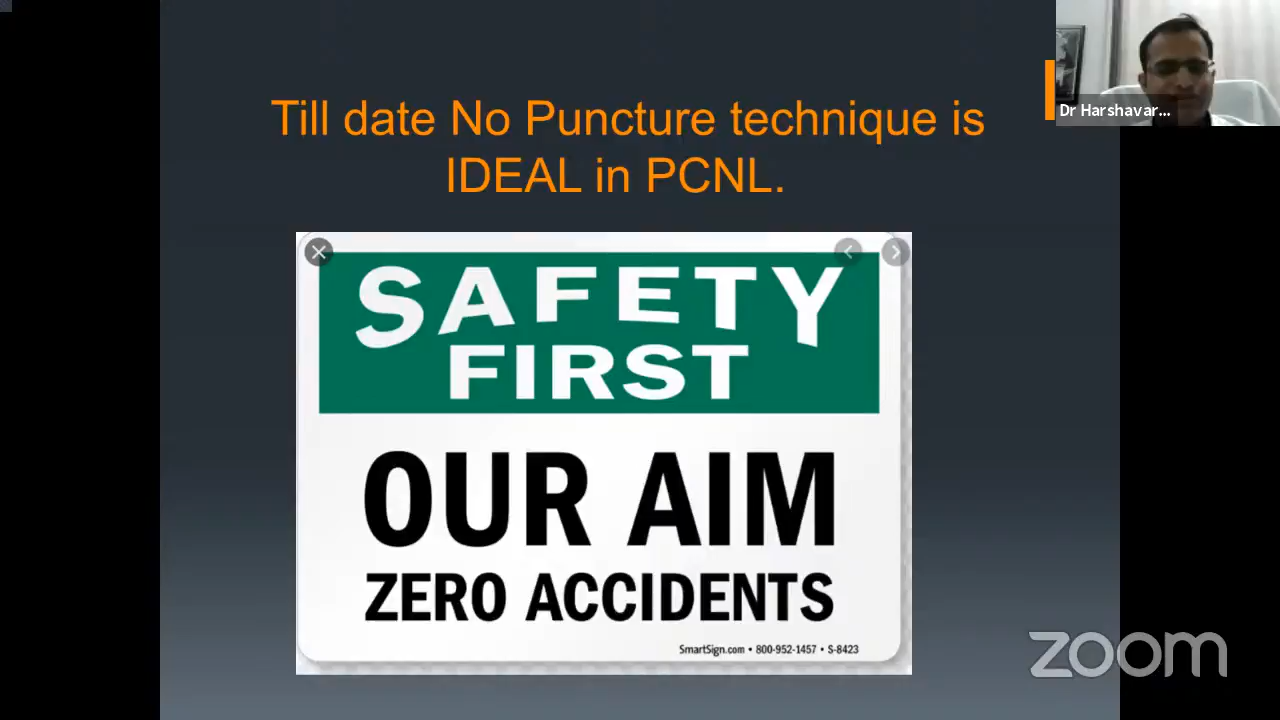 Till date No Puncture technique is
IDEAL in PCNL.
SAFETY
FIRST
OUR AIM
ZERO ACCIDENTS
SmartSign.com • 800-952-1457 • S-8423
Dr Harshavar...
zoom